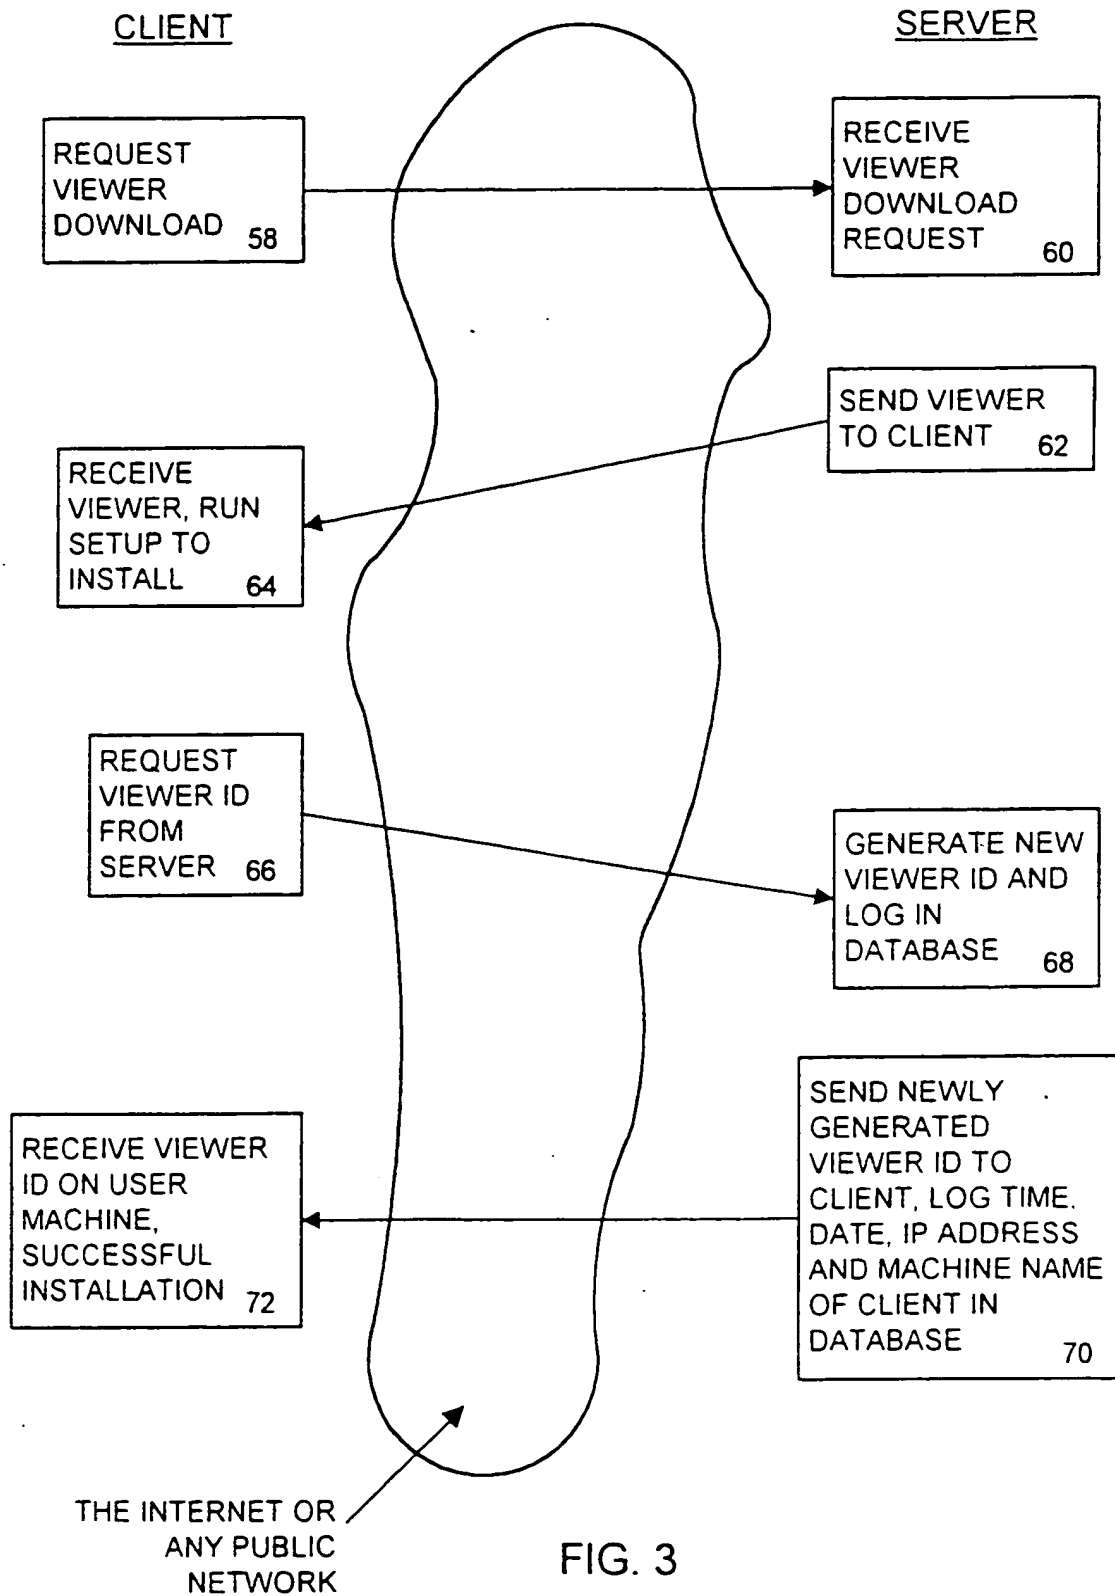 CLIENT
SERVER
REQUEST
VIEWER
DOWNLOAD 58
RECEIVE
VIEWER
DOWNLOAD
REQUEST 60
SEND VIEWER
TO CLIENT 62
RECEIVE
VIEWER, RUN
SETUP TO
INSTALL 64
REQUEST
VIEWER ID
FROM
SERVER 66
GENERATE NEW
VIEWER ID AND
LOG IN
DATABASE 68
SEND NEWLY
GENERATED
VIEWER ID TO
CLIENT, LOG TIME,
DATE, IP ADDRESS
AND MACHINE NAME
OF CLIENT IN
DATABASE 70
RECEIVE VIEWER
ID ON USER
MACHINE,
SUCCESSFUL
INSTALLATION 72
THE INTERNET OR
ANY PUBLIC
NETWORK
FIG. 3